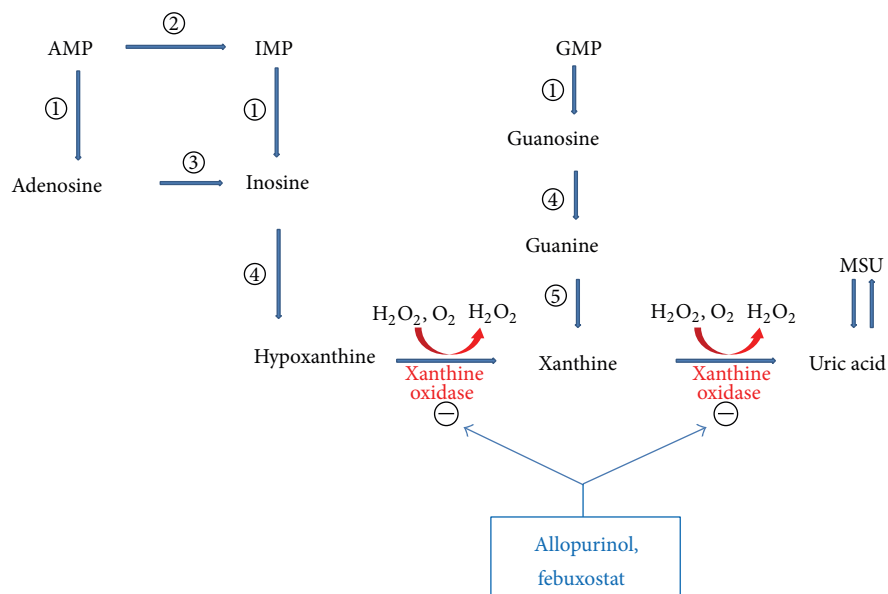 ②
AMP IMP GMP
① ① ①
Guanosine
③
Adenosine Inosine
④
Guanine
④ ⑤ MSU
H₂O₂, O₂ H₂O₂ H₂O₂, O₂ H₂O₂
Hypoxanthine Xanthine Uric acid
Xanthine Xanthine
oxidase oxidase
− −
Allopurinol,
febuxostat